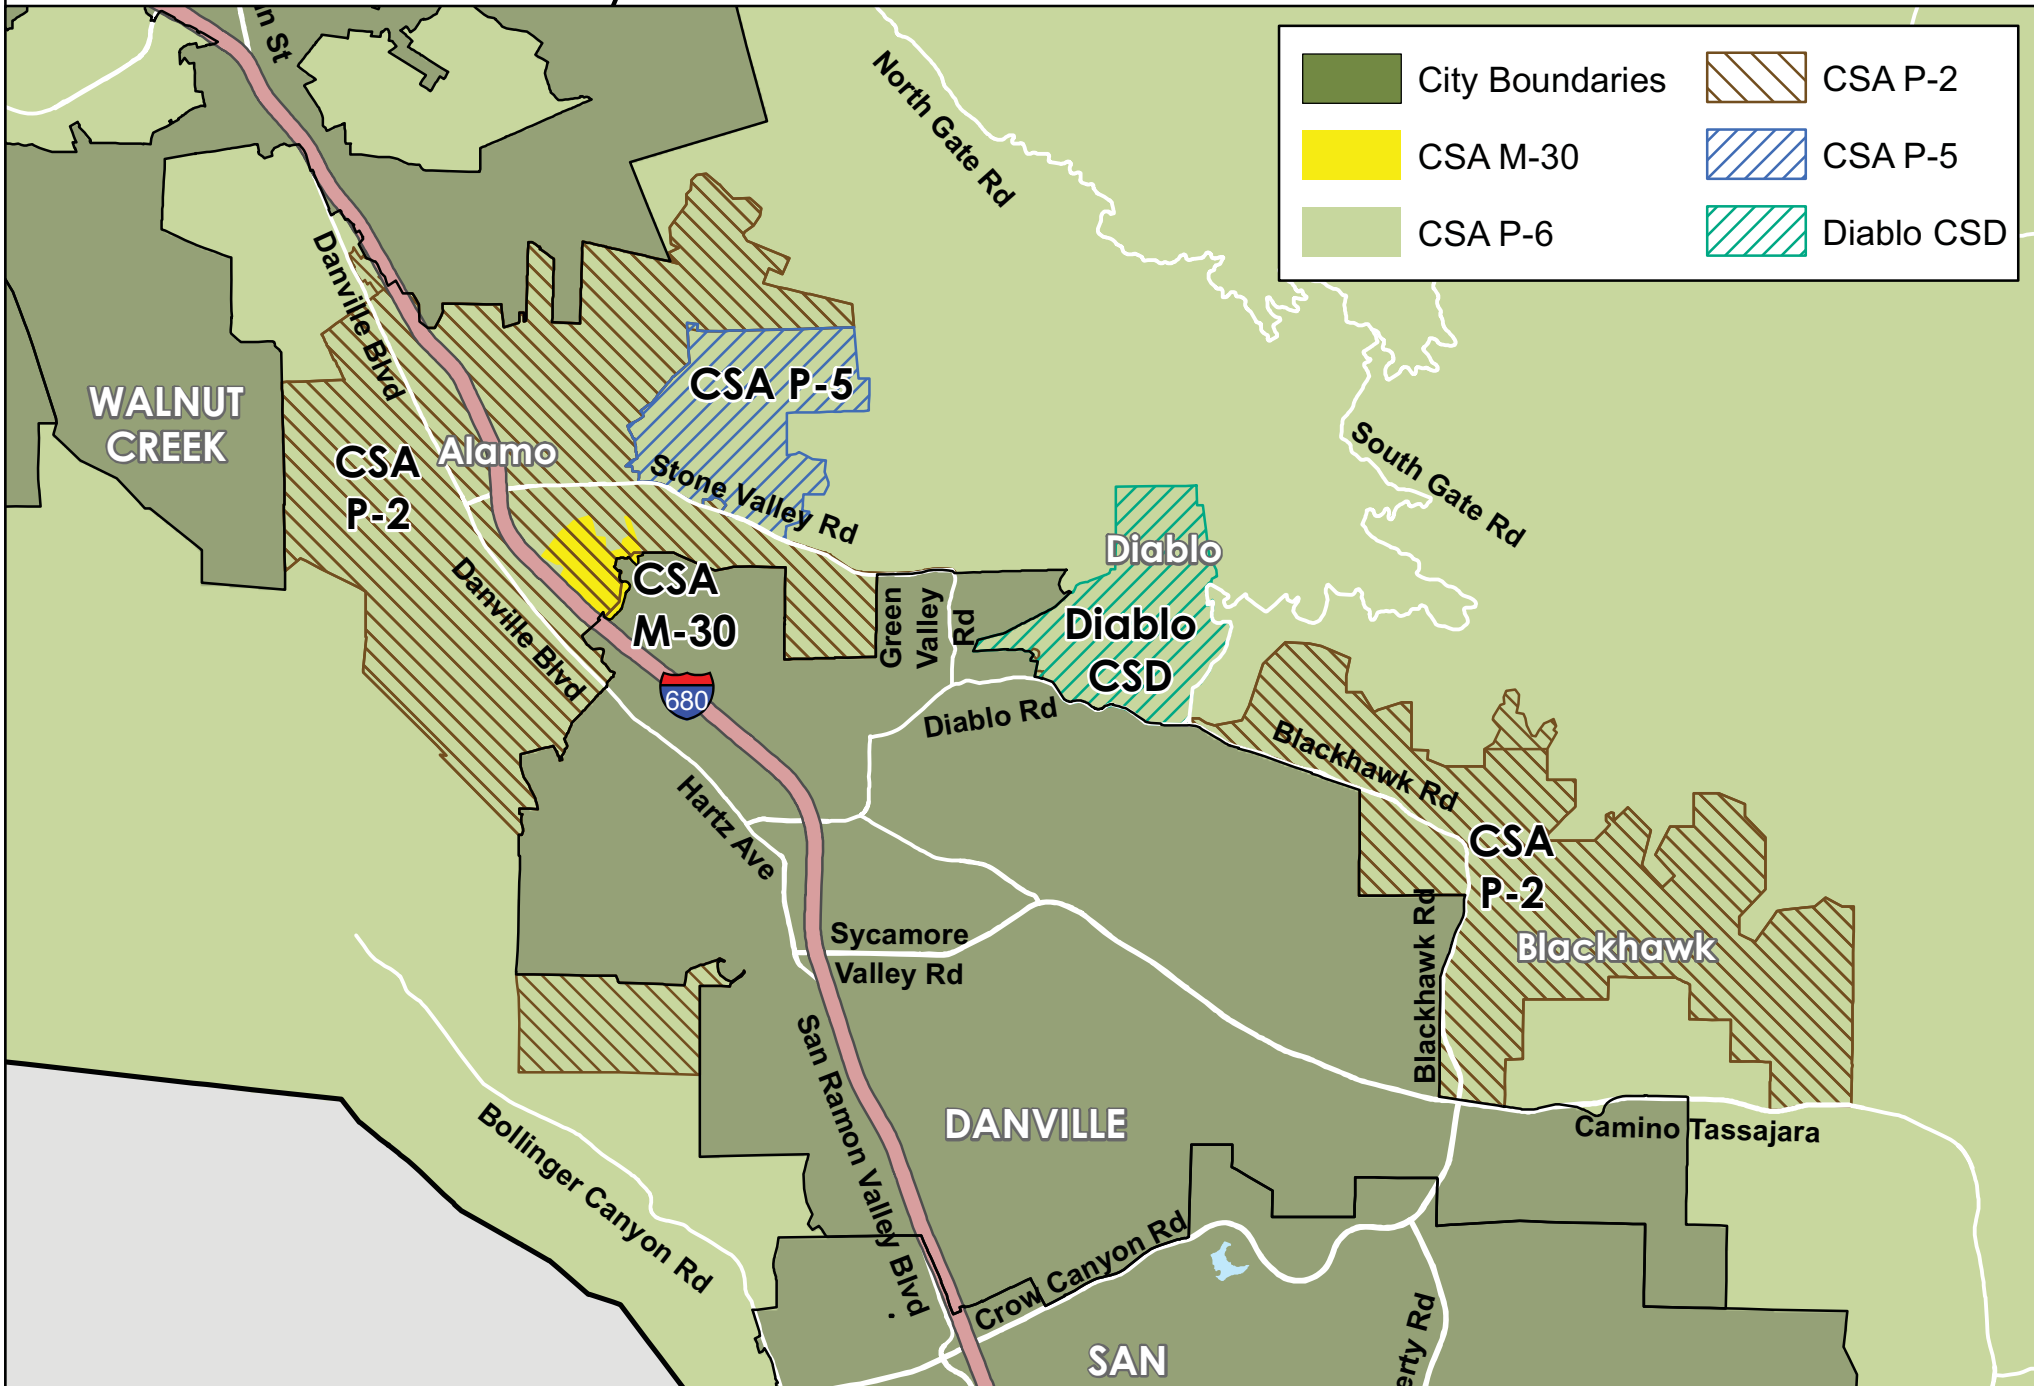 City Boundaries
CSA M-30
CSA P-6
CSA P-2
CSA P-5
Diablo CSD
North Gate Rd
Danville Blvd
WALNUT
CREEK
CSA
P-2
Alamo
CSA P-5
Stone Valley Rd
South Gate Rd
Diablo
Diablo
CSD
CSA
M-30
Danville Blvd
Green
Valley
Rd
680
Diablo Rd
Blackhawk Rd
Hartz Ave
CSA
P-2
Blackhawk
Blackhawk Rd
Sycamore
Valley Rd
San Ramon Valley Blvd
DANVILLE
Camino Tassajara
Bollinger Canyon Rd
Crow Canyon Rd
SAN
erty Rd
n St